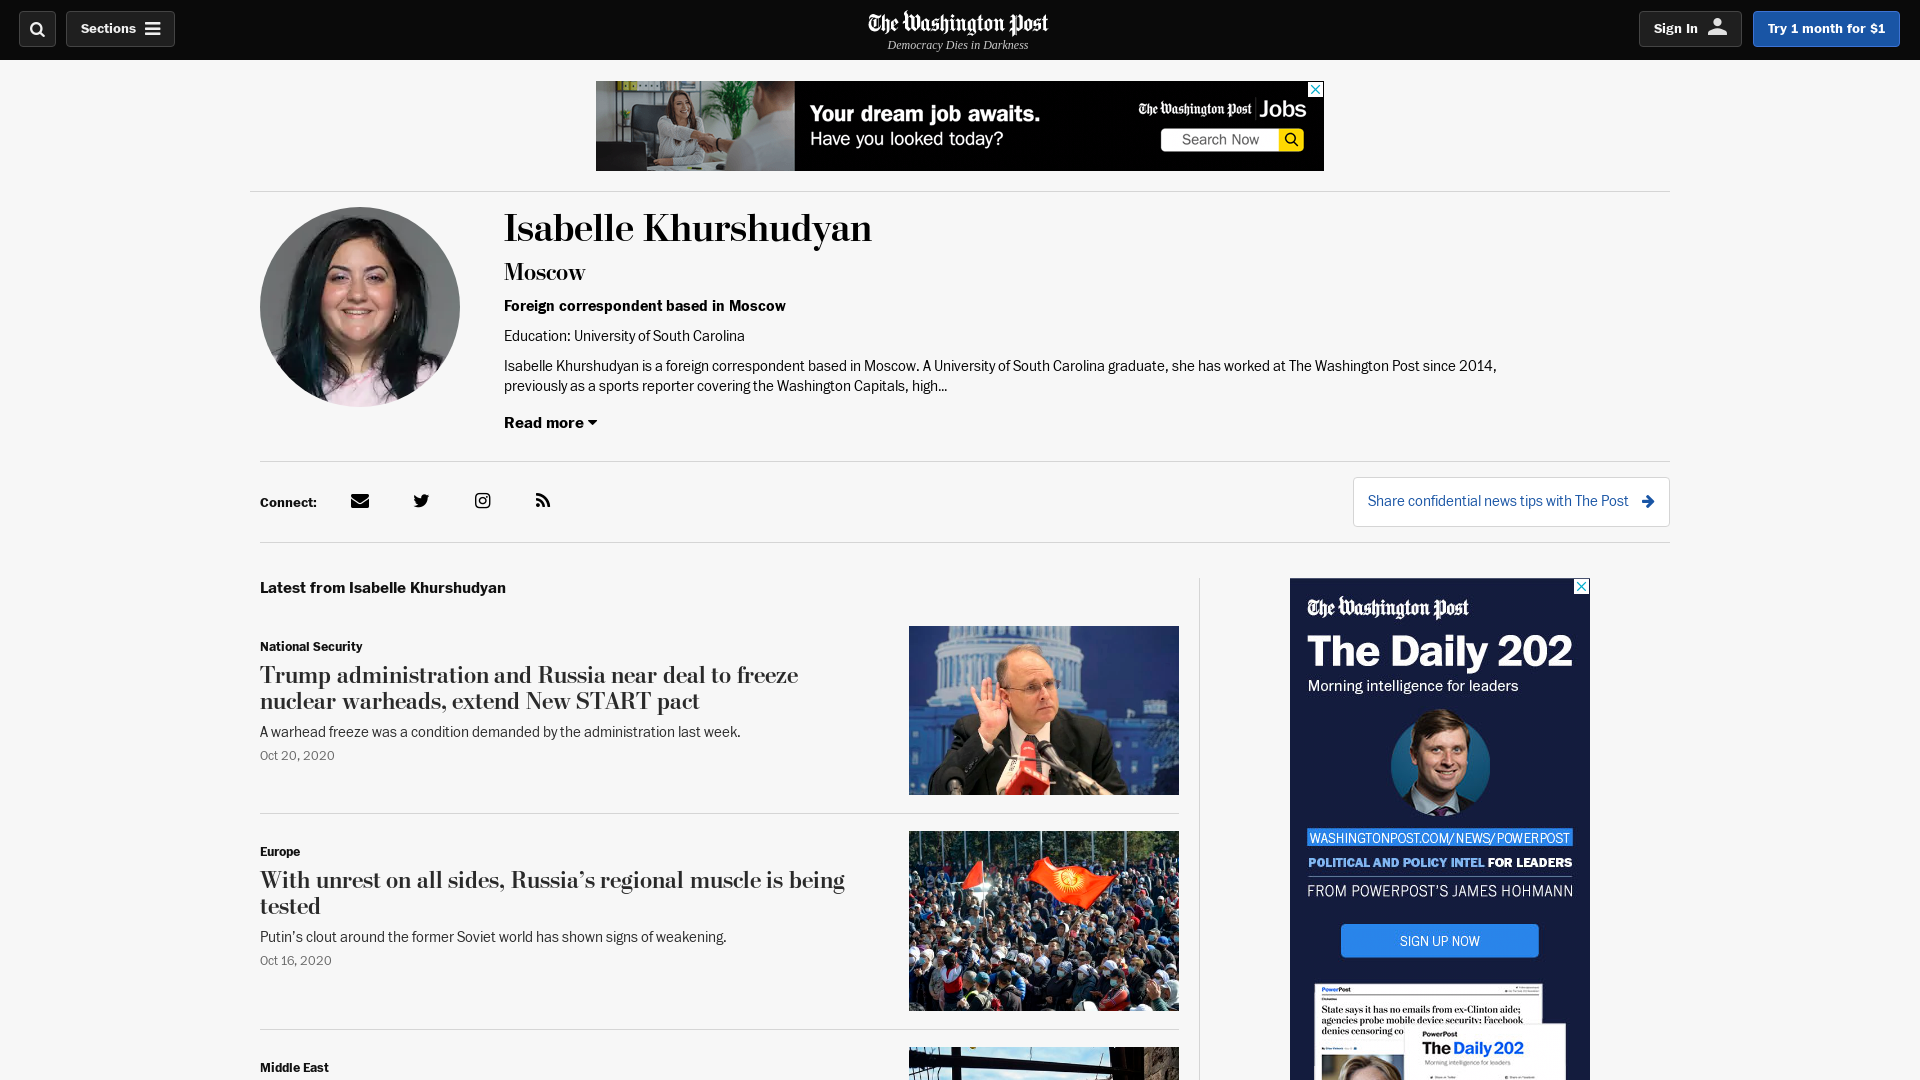 Sections
The Washington Post
Democracy Dies in Darkness
Sign In
Try 1 month for $1
Your dream job awaits.
Have you looked today?
The Washington Post Jobs
Search Now
Isabelle Khurshudyan
Moscow
Foreign correspondent based in Moscow
Education: University of South Carolina
Isabelle Khurshudyan is a foreign correspondent based in Moscow. A University of South Carolina graduate, she has worked at The Washington Post since 2014,
previously as a sports reporter covering the Washington Capitals, high...
Read more
Connect:
Share confidential news tips with The Post
Latest from Isabelle Khurshudyan
National Security
Trump administration and Russia near deal to freeze
nuclear warheads, extend New START pact
A warhead freeze was a condition demanded by the administration last week.
Oct 20, 2020
Europe
With unrest on all sides, Russia’s regional muscle is being
tested
Putin’s clout around the former Soviet world has shown signs of weakening.
Oct 16, 2020
Middle East
The Washington Post
The Daily 202
Morning intelligence for leaders
WASHINGTONPOST.COM/NEWS/POWERPOST
POLITICAL AND POLICY INTEL FOR LEADERS
FROM POWERPOST’S JAMES HOHMANN
SIGN UP NOW
PowerPost
State says it has no emails from ex-Clinton aide;
agencies probe mobile device security; Facebook
denies censoring co
PowerPost
The Daily 202
Morning intelligence for leaders